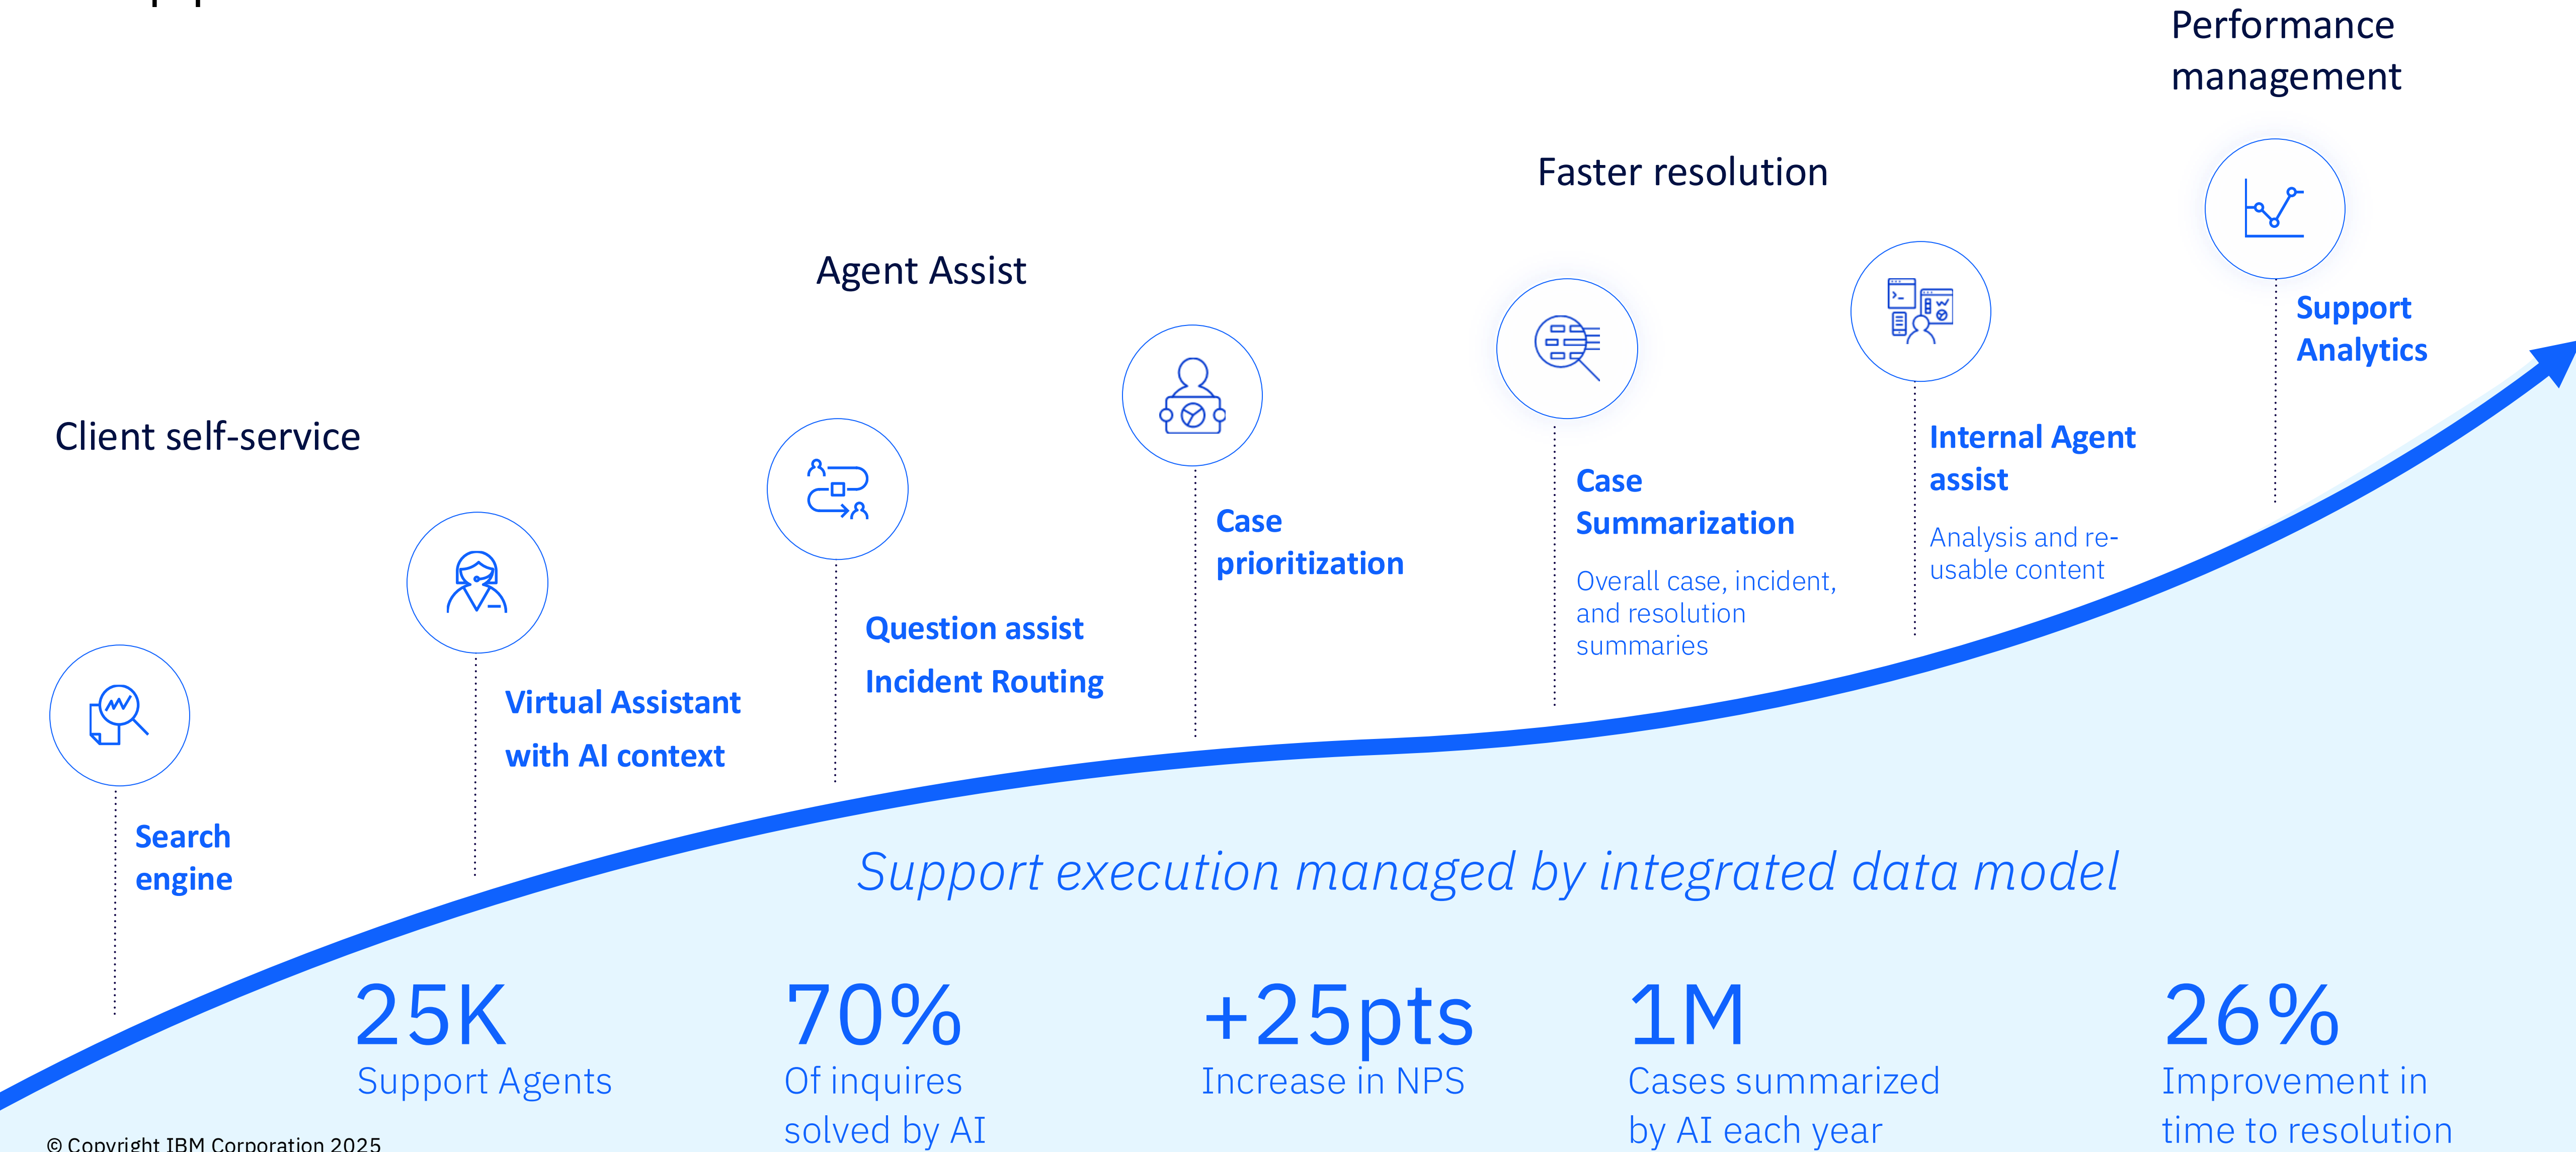 Performance
management
Faster resolution
Agent Assist
Client self-service
Support
Analytics
Internal Agent
assist
Analysis and re-
usable content
Case
Summarization
Overall case, incident,
and resolution
summaries
Case
prioritization
Question assist
Incident Routing
Virtual Assistant
with AI context
Search
engine
Support execution managed by integrated data model
25K
Support Agents
70%
Of inquires
solved by AI
+25pts
Increase in NPS
1M
Cases summarized
by AI each year
26%
Improvement in
time to resolution
© Copyright IBM Corporation 2025